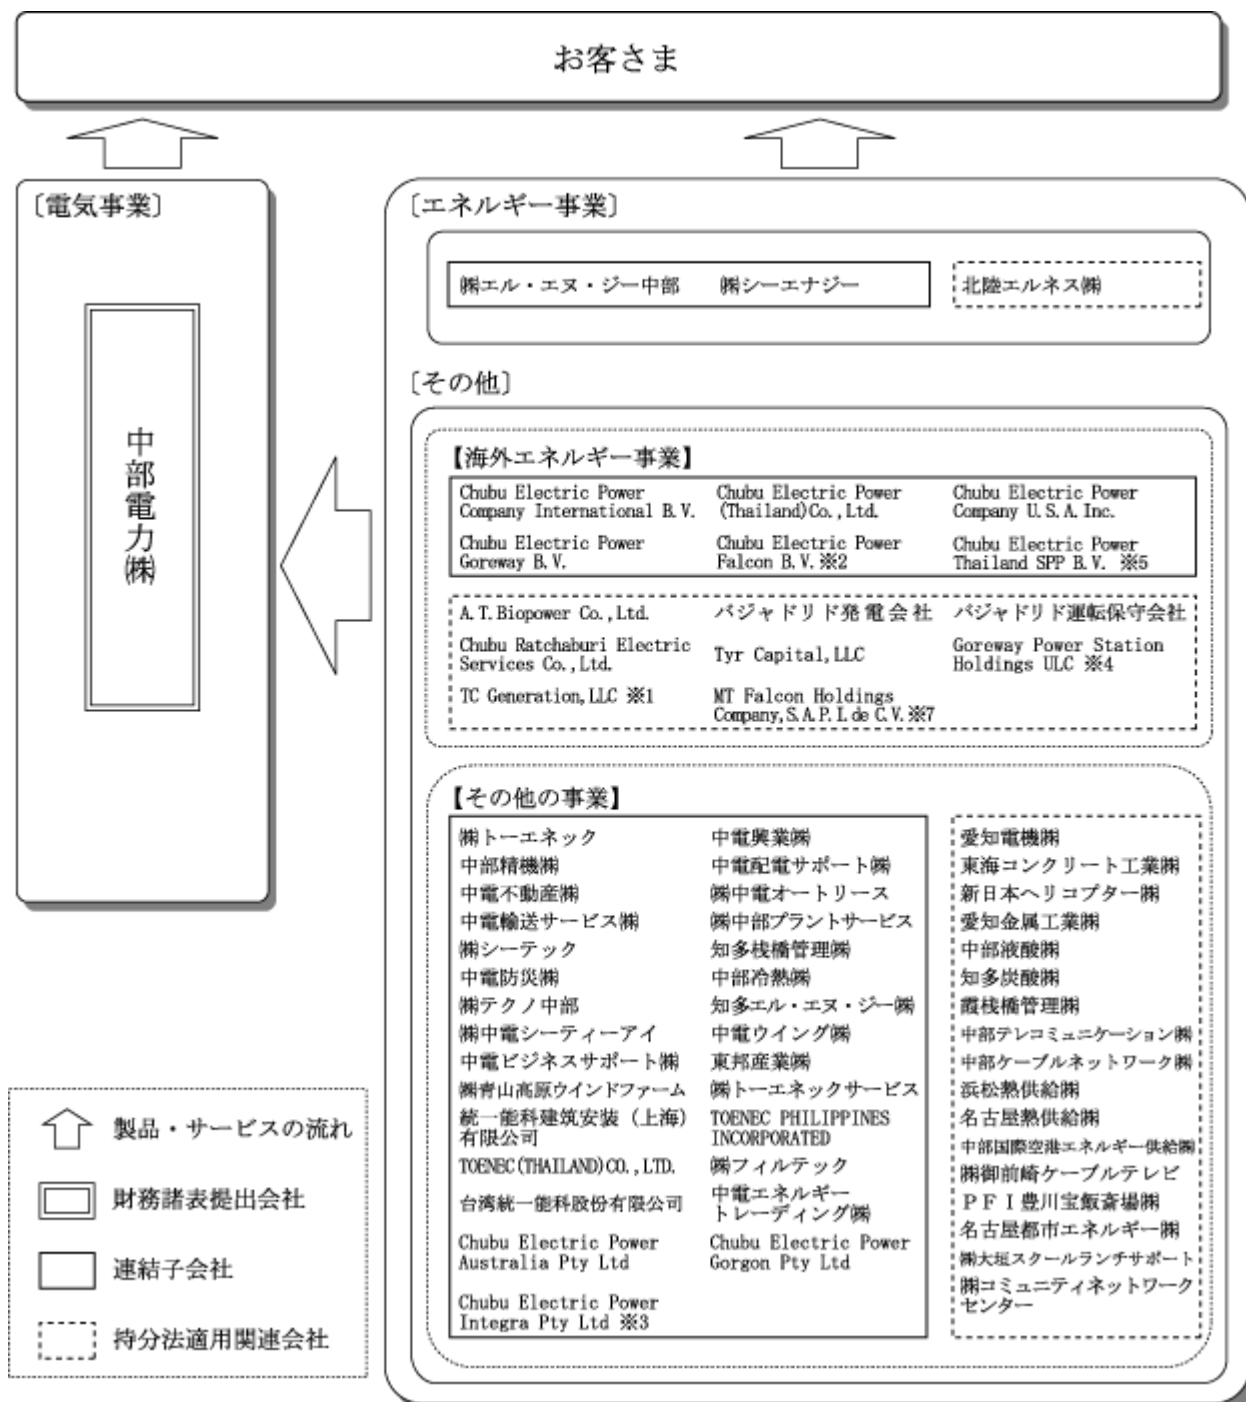 お客さま
〔電気事業〕
中部電力㈱
〔エネルギー事業〕
㈱エル・エヌ・ジー中部
㈱シーエナジー
北陸エルネス㈱
〔その他〕
【海外エネルギー事業】
Chubu Electric Power
Company International B.V.
Chubu Electric Power
(Thailand)Co.,Ltd.
Chubu Electric Power
Company U.S.A.Inc.
Chubu Electric Power
Goreway B.V.
Chubu Electric Power
Falcon B.V.※2
Chubu Electric Power
Thailand SPP B.V. ※5
A.T.Biopower Co.,Ltd.
バジャドリド発電会社
バジャドリド運転保守会社
Chubu Ratchaburi Electric
Services Co.,Ltd.
Tyr Capital,LLC
Goreway Power Station
Holdings ULC ※4
TC Generation,LLC ※1
MT Falcon Holdings
Company,S.A.P.I.de C.V.※7
【その他の事業】
㈱トーエネック
中部精機㈱
中電不動産㈱
中電輸送サービス㈱
㈱シーテック
中電防災㈱
㈱テクノ中部
㈱中電シーティーアイ
中電ビジネスサポート㈱
㈱青山高原ウインドファーム
統一能科建筑安装（上海）
有限公司
TOENEC(THAILAND)CO.,LTD.
台湾統一能科股份有限公司
Chubu Electric Power
Australia Pty Ltd
Chubu Electric Power
Integra Pty Ltd ※3
中電興業㈱
中電配電サポート㈱
㈱中電オートリース
㈱中部プラントサービス
知多桟橋管理㈱
中部冷熱㈱
知多エル・エヌ・ジー㈱
中電ウイング㈱
東邦産業㈱
㈱トーエネックサービス
TOENEC PHILIPPINES
INCORPORATED
㈱フィルテック
中電エネルギー
トレーディング㈱
Chubu Electric Power
Gorgon Pty Ltd
愛知電機㈱
東海コンクリート工業㈱
新日本ヘリコプター㈱
愛知金属工業㈱
中部液酸㈱
知多炭酸㈱
霞桟橋管理㈱
中部テレコミュニケーション㈱
中部ケーブルネットワーク㈱
浜松熱供給㈱
名古屋熱供給㈱
中部国際空港エネルギー供給㈱
㈱御前崎ケーブルテレビ
ＰＦＩ豊川宝飯斎場㈱
名古屋都市エネルギー㈱
㈱大垣スクールランチサポート
㈱コミュニティネットワーク
センター
製品・サービスの流れ
財務諸表提出会社
連結子会社
持分法適用関連会社